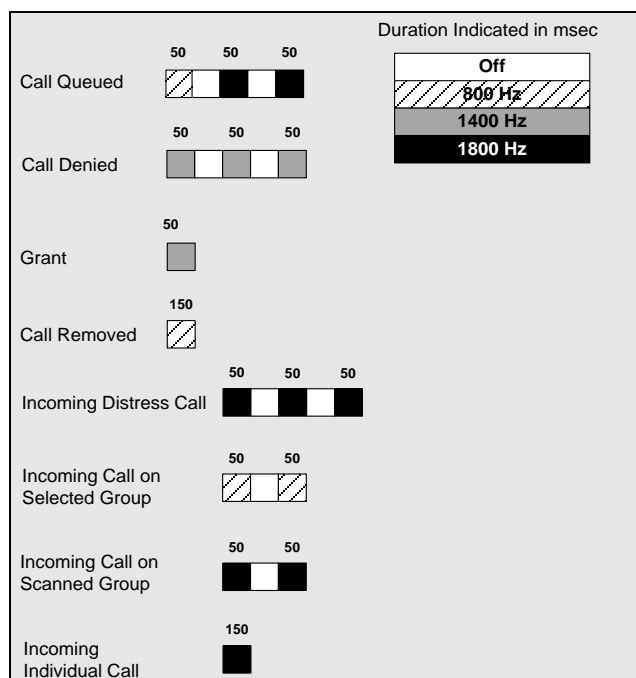 Duration Indicated in msec
Off
800 Hz
1400 Hz
1800 Hz
50 50 50
Call Queued
50 50 50
Call Denied
50
Grant
150
Call Removed
50 50 50
Incoming Distress Call
50 50
Incoming Call on
Selected Group
50 50
Incoming Call on
Scanned Group
150
Incoming
Individual Call